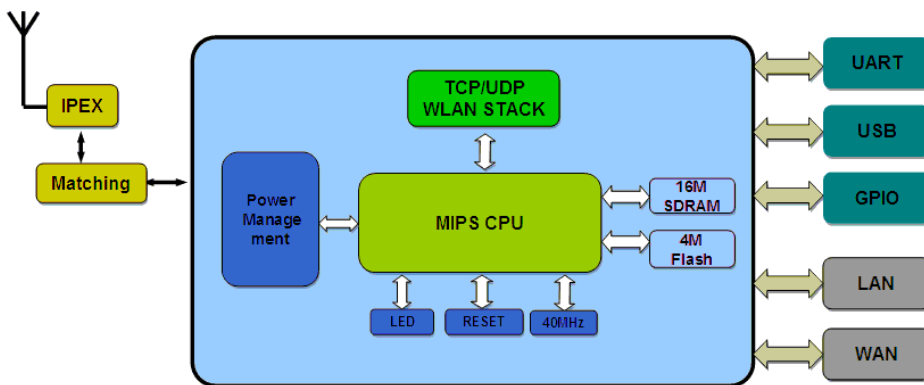 IPEX
Matching
TCP/UDP
WLAN STACK
Power
Manage
ment
MIPS CPU
16M
SDRAM
4M
Flash
LED
RESET
40MHz
UART
USB
GPIO
LAN
WAN